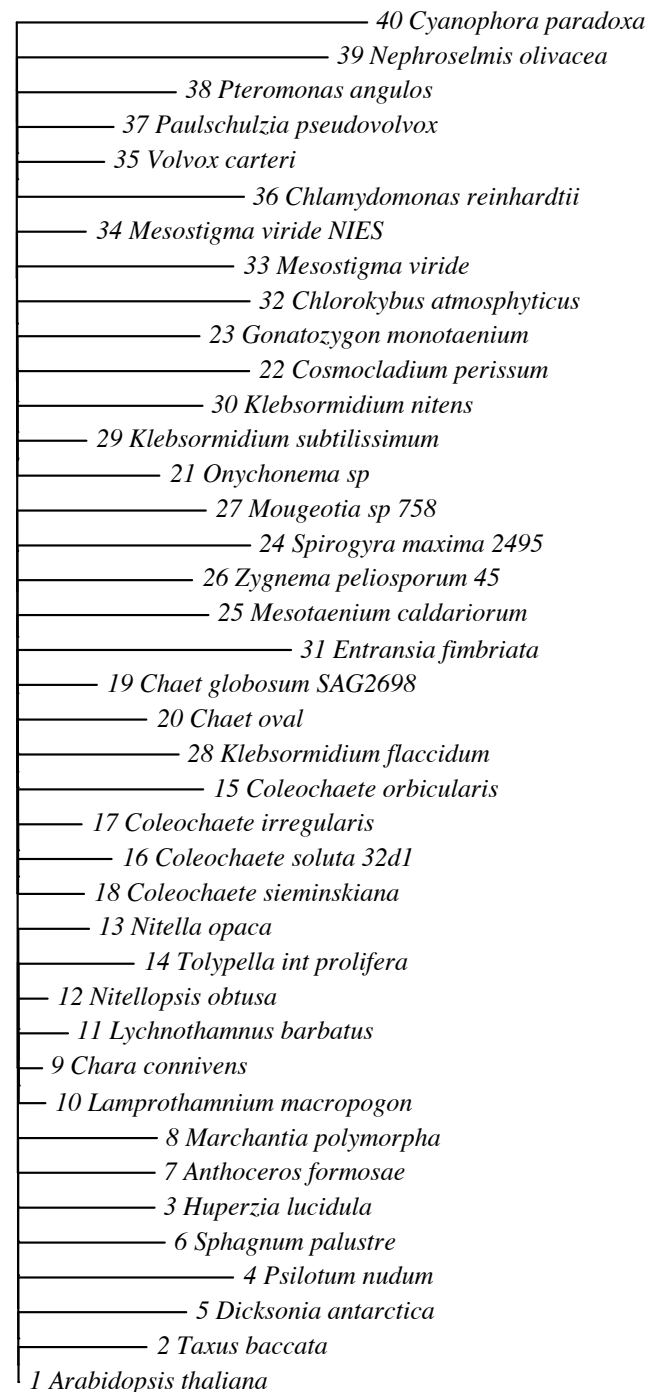 40 Cyanophora paradoxa
39 Nephroselmis olivacea
38 Pteromonas angulos
37 Paulschulzia pseudovolvox
35 Volvox carteri
36 Chlamydomonas reinhardtii
34 Mesostigma viride NIES
33 Mesostigma viride
32 Chlorokybus atmosphyticus
23 Gonatozygon monotaenium
22 Cosmocladium perissum
30 Klebsormidium nitens
29 Klebsormidium subtilissimum
21 Onychonema sp
27 Mougeotia sp 758
24 Spirogyra maxima 2495
26 Zygnema peliosporum 45
25 Mesotaenium caldariorum
31 Entransia fimbriata
19 Chaet globosum SAG2698
20 Chaet oval
28 Klebsormidium flaccidum
15 Coleochaete orbicularis
17 Coleochaete irregularis
16 Coleochaete soluta 32d1
18 Coleochaete sieminskiana
13 Nitella opaca
14 Tolypella int prolifera
12 Nitellopsis obtusa
11 Lychnothamnus barbatus
9 Chara connivens
10 Lamprothamnium macropogon
8 Marchantia polymorpha
7 Anthoceros formosae
3 Huperzia lucidula
6 Sphagnum palustre
4 Psilotum nudum
5 Dicksonia antarctica
2 Taxus baccata
1 Arabidopsis thaliana